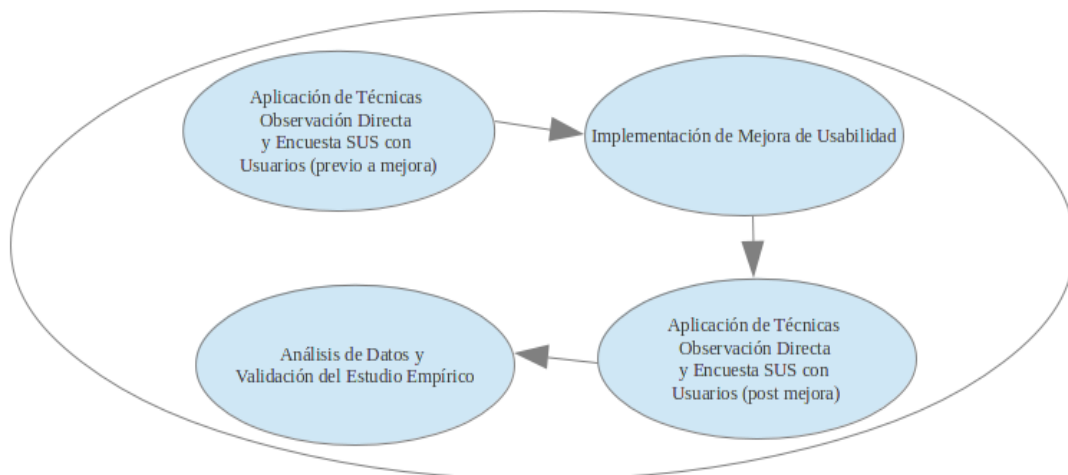 Aplicación de Técnicas
Observación Directa
y Encuesta SUS con
Usuarios (previo a mejora)
Implementación de Mejora de Usabilidad
Aplicación de Técnicas
Observación Directa
y Encuesta SUS con
Usuarios (post mejora)
Análisis de Datos y
Validación del Estudio Empírico